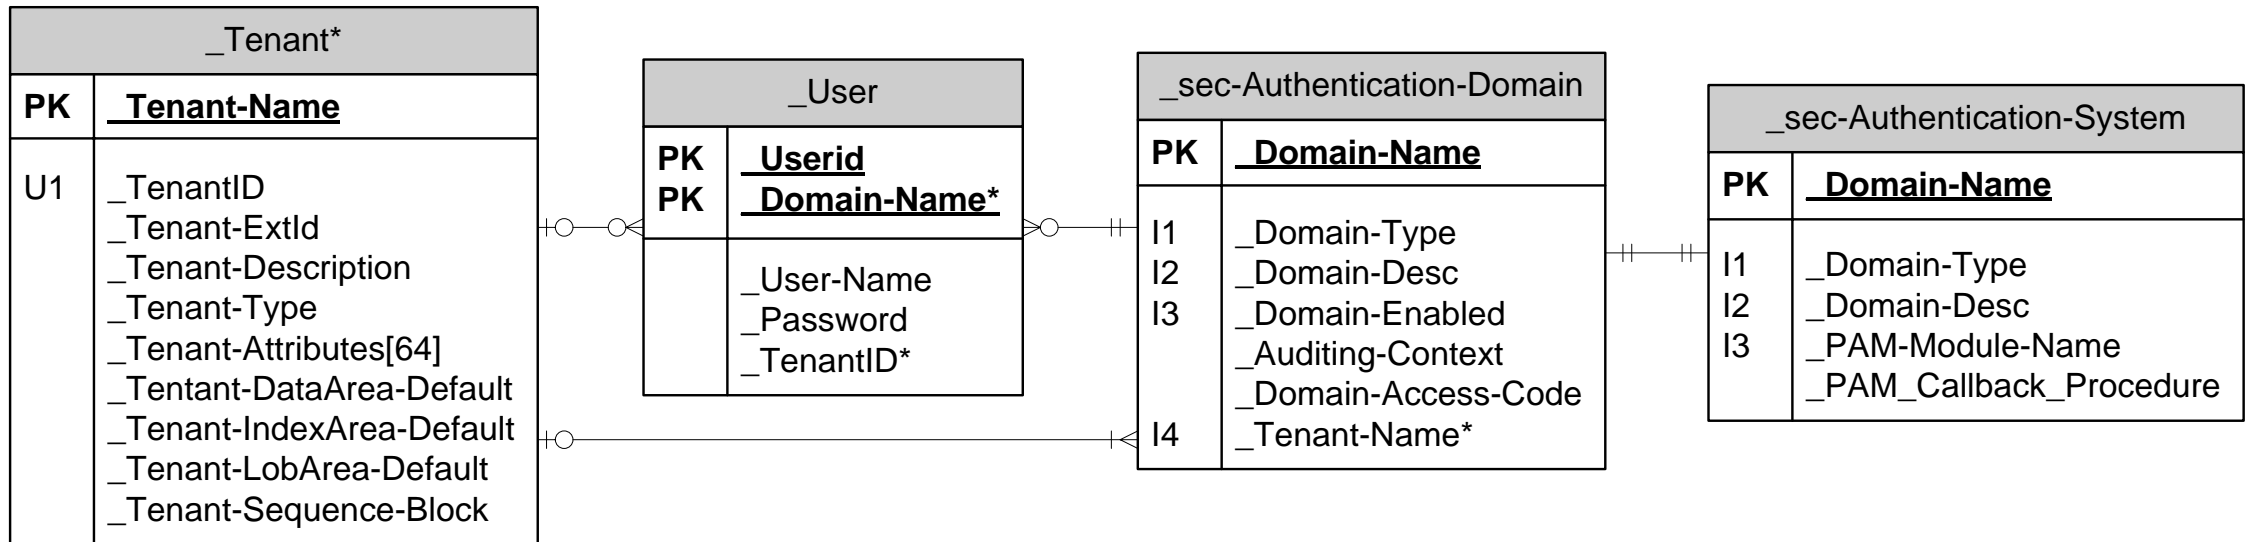 _Tenant*
PK _Tenant-Name
U1 _TenantID
_Tenant-ExtId
_Tenant-Description
_Tenant-Type
_Tenant-Attributes[64]
_Tentant-DataArea-Default
_Tenant-IndexArea-Default
_Tenant-LobArea-Default
_Tenant-Sequence-Block
_User
PK _Userid
PK _Domain-Name*
_User-Name
_Password
_TenantID*
_sec-Authentication-Domain
PK _Domain-Name
I1 _Domain-Type
I2 _Domain-Desc
I3 _Domain-Enabled
_Auditing-Context
_Domain-Access-Code
I4 _Tenant-Name*
_sec-Authentication-System
PK _Domain-Name
I1 _Domain-Type
I2 _Domain-Desc
I3 _PAM-Module-Name
_PAM_Callback_Procedure